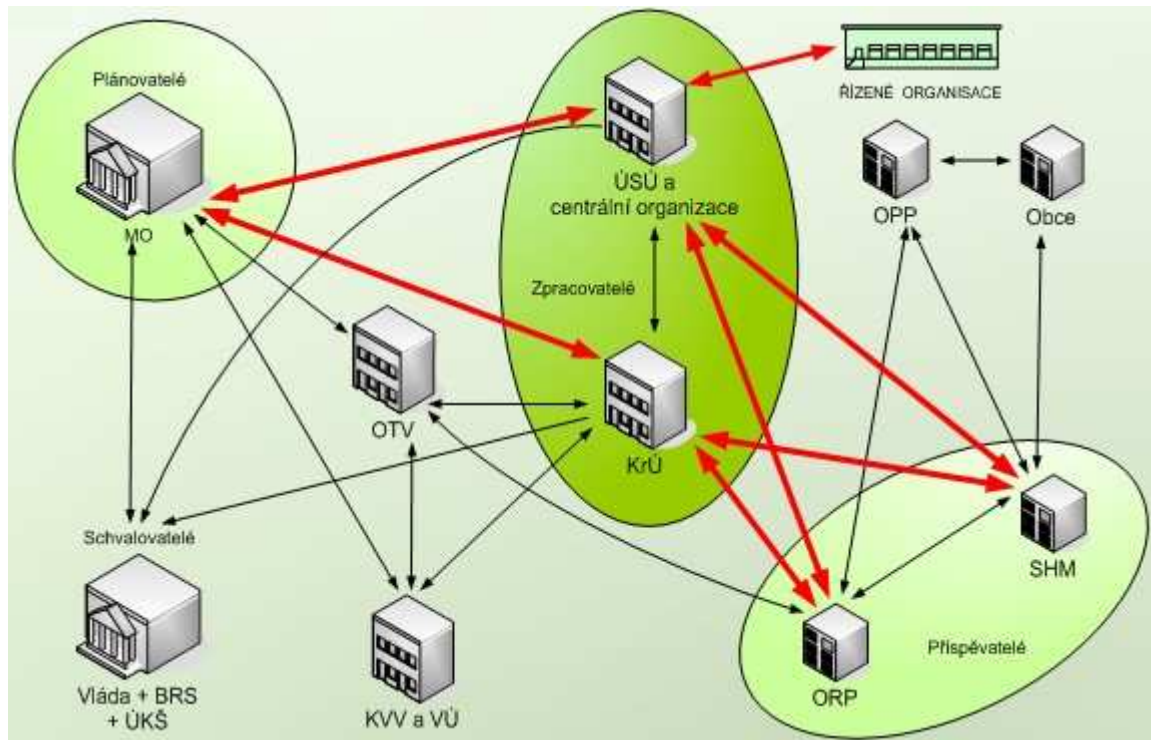 Plánovatelé
MO
ÚSÚ a
centrální organizace
ŘÍZENÉ ORGANISACE
OPP
Obce
Zpracovatelé
OTV
KrÚ
Schvalovatelé
Vláda + BRS
+ ÚKŠ
KVV a VÚ
SHM
Přispěvatelé
ORP